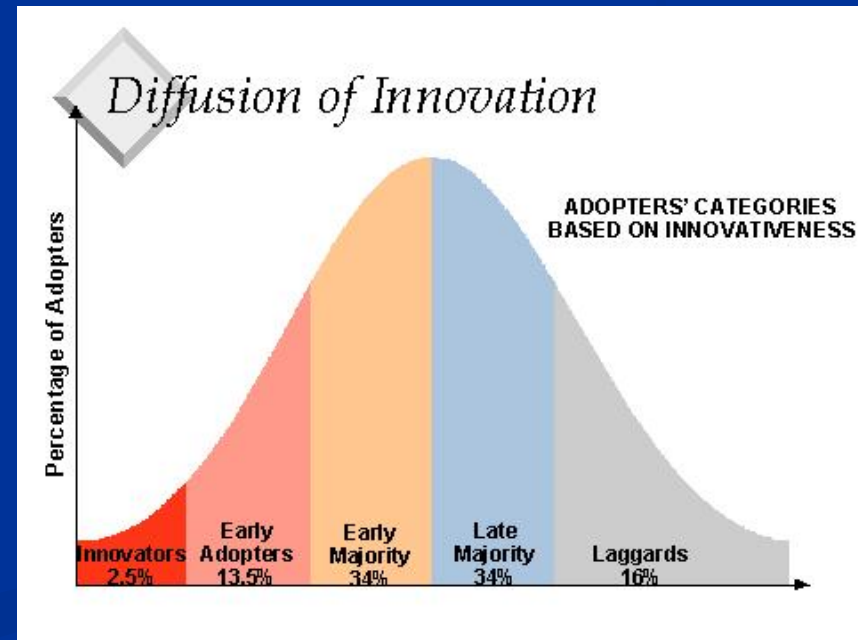 Diffusion of Innovation
ADOPTERS' CATEGORIES
BASED ON INNOVATIVENESS
Percentage of Adopters
Innovators
2.5%
Early
Adopters
13.5%
Early
Majority
34%
Late
Majority
34%
Laggards
16%